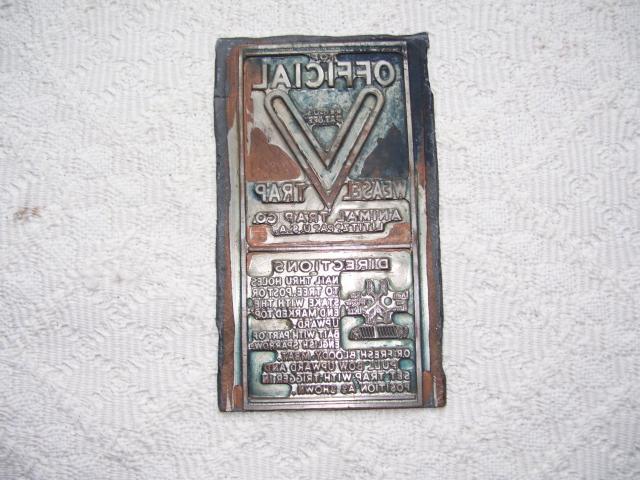 TOP
OFFICIAL
V
WEASEL TRAP
ANIMAL TRAP CO.
LITITZ, PA. U.S.A.
DIRECTIONS
NAIL THRU HOLES
TO TREE, POST OR
STAKE WITH THE
END MARKED TOP
UPWARD.
BAIT WITH PART OF
ENGLISH SPARROW
OR FRESH BLOODY MEAT.
PULL BOW UPWARD AND
SET TRAP WITH TRIGGER IN
POSITION AS SHOWN.